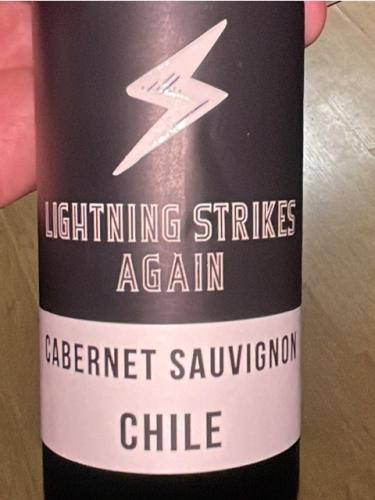 LIGHTNING STRIKES
AGAIN
CABERNET SAUVIGNON
CHILE